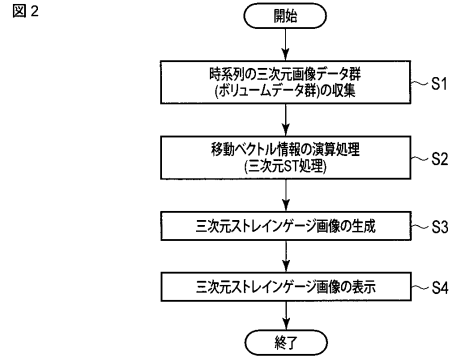 図2
開始
時系列の三次元画像データ群
(ボリュームデータ群)の収集
S1
移動ベクトル情報の演算処理
(三次元ST処理)
S2
三次元ストレインゲージ画像の生成
S3
三次元ストレインゲージ画像の表示
S4
終了